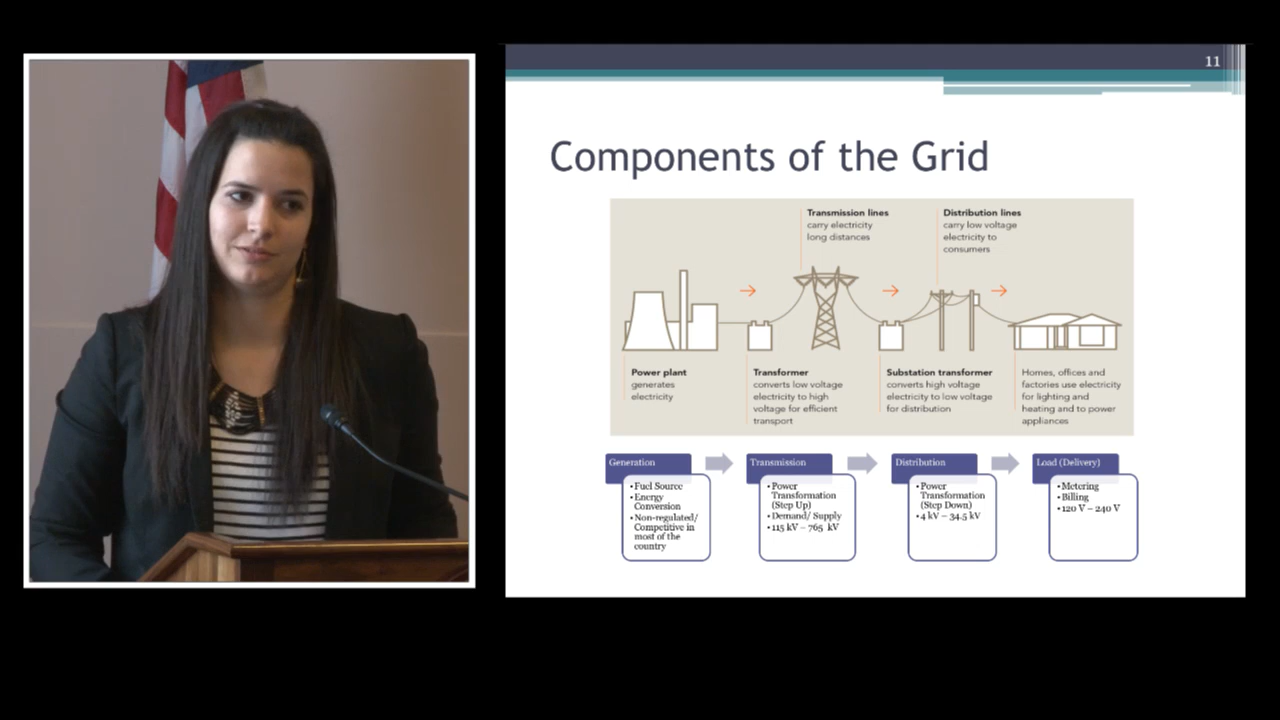 11
Components of the Grid
Transmission lines
carry electricity
long distances
Distribution lines
carry low voltage
electricity to
consumers
Power plant
generates
electricity
Transformer
converts low voltage
electricity to high
voltage for efficient
transport
Substation transformer
converts high voltage
electricity to low voltage
for distribution
Homes, offices and
factories use electricity
for lighting and
heating and to power
appliances
Generation
• Fuel Source
• Energy
Conversion
• Non-regulated/
Competitive in
most of the
country
Transmission
• Power
Transformation
(Step Up)
• Demand/ Supply
• 115 kV – 765 kV
Distribution
• Power
Transformation
(Step Down)
• 4 kV – 34.5 kV
Load (Delivery)
• Metering
• Billing
• 120 V – 240 V